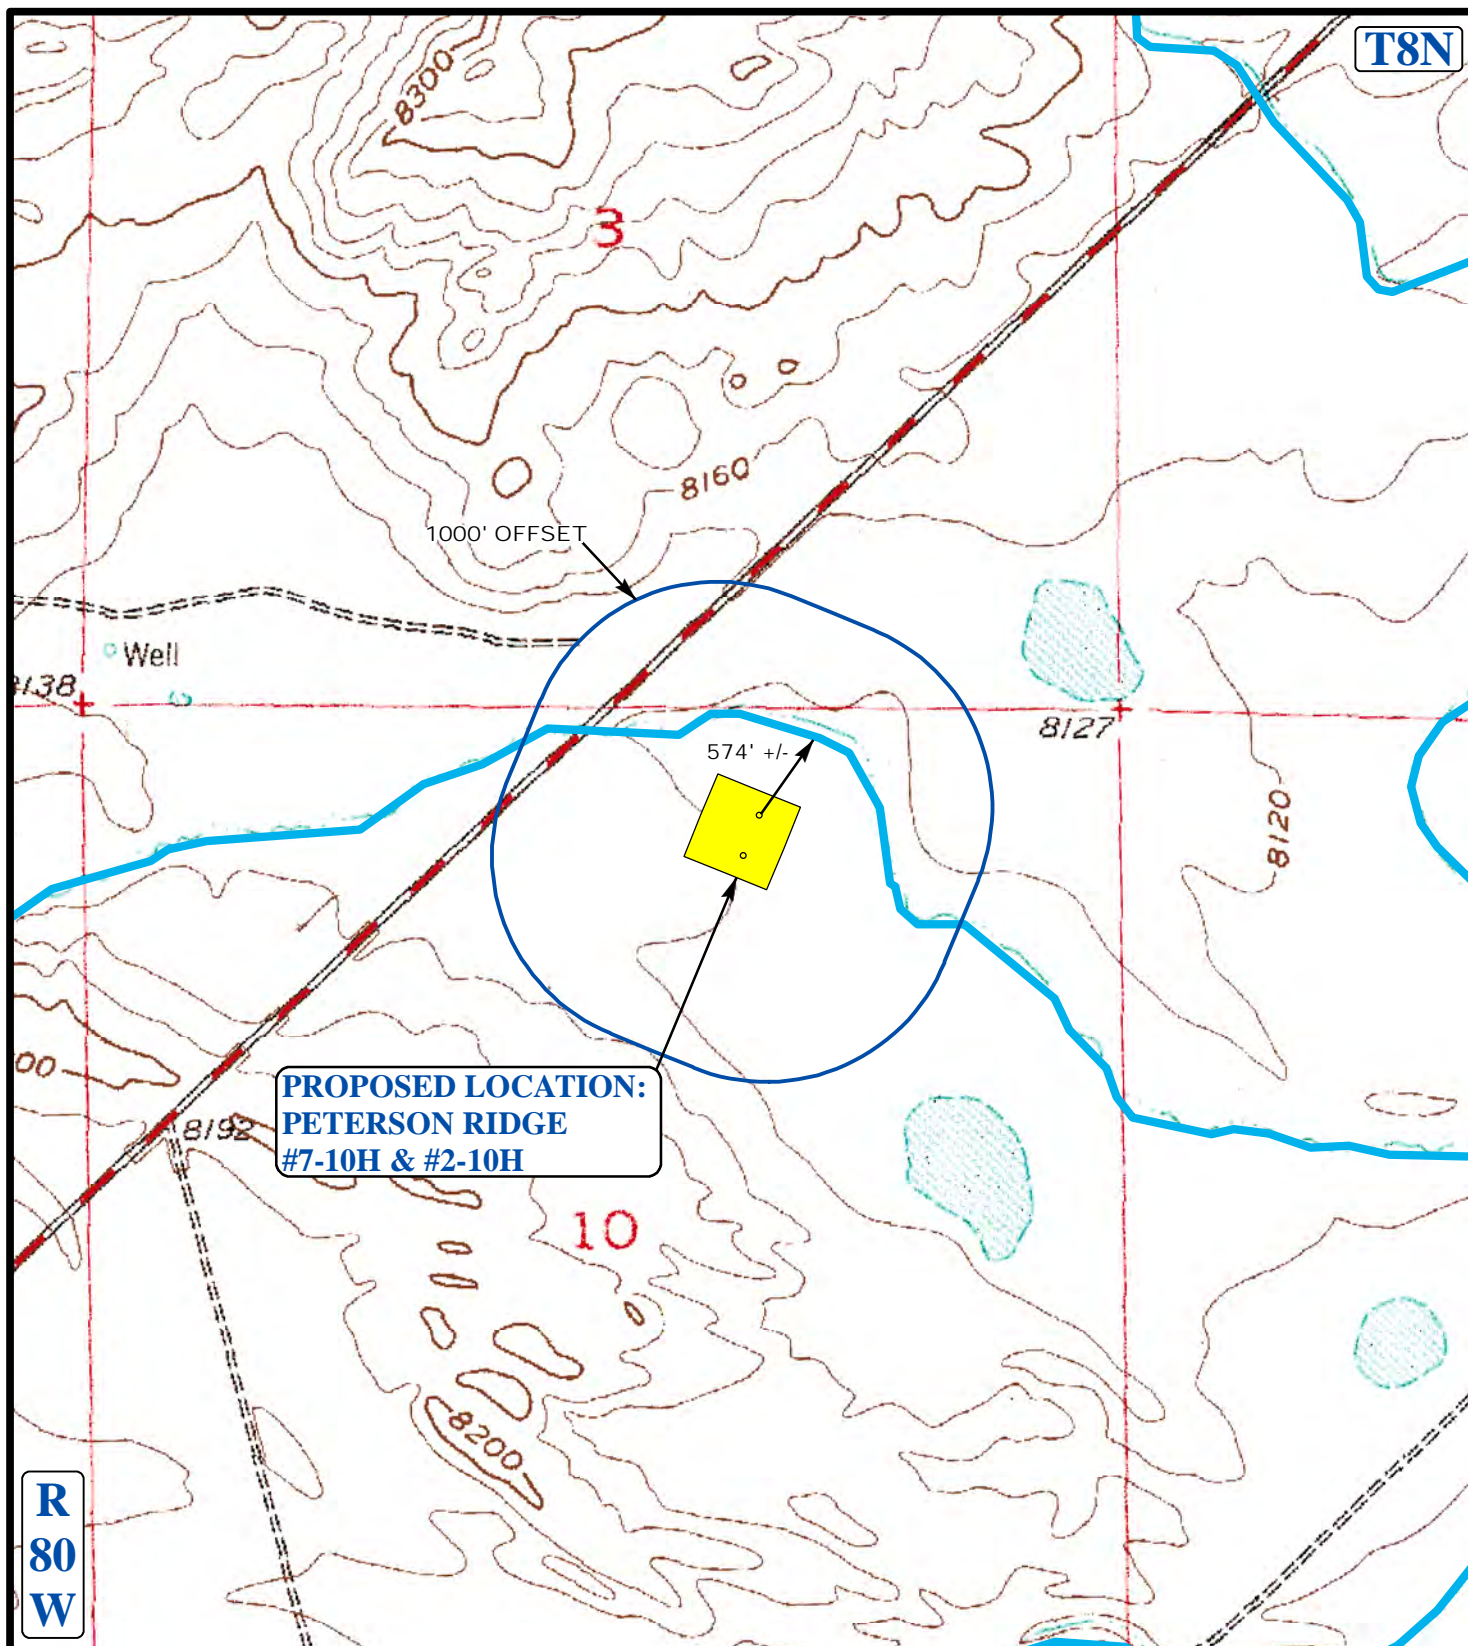 T8N
8300
3
8160
1000' OFFSET
Well
8138
8127
574' +/-
8120
00
PROPOSED LOCATION:
PETERSON RIDGE
#7-10H & #2-10H
8192
10
8200
R
80
W